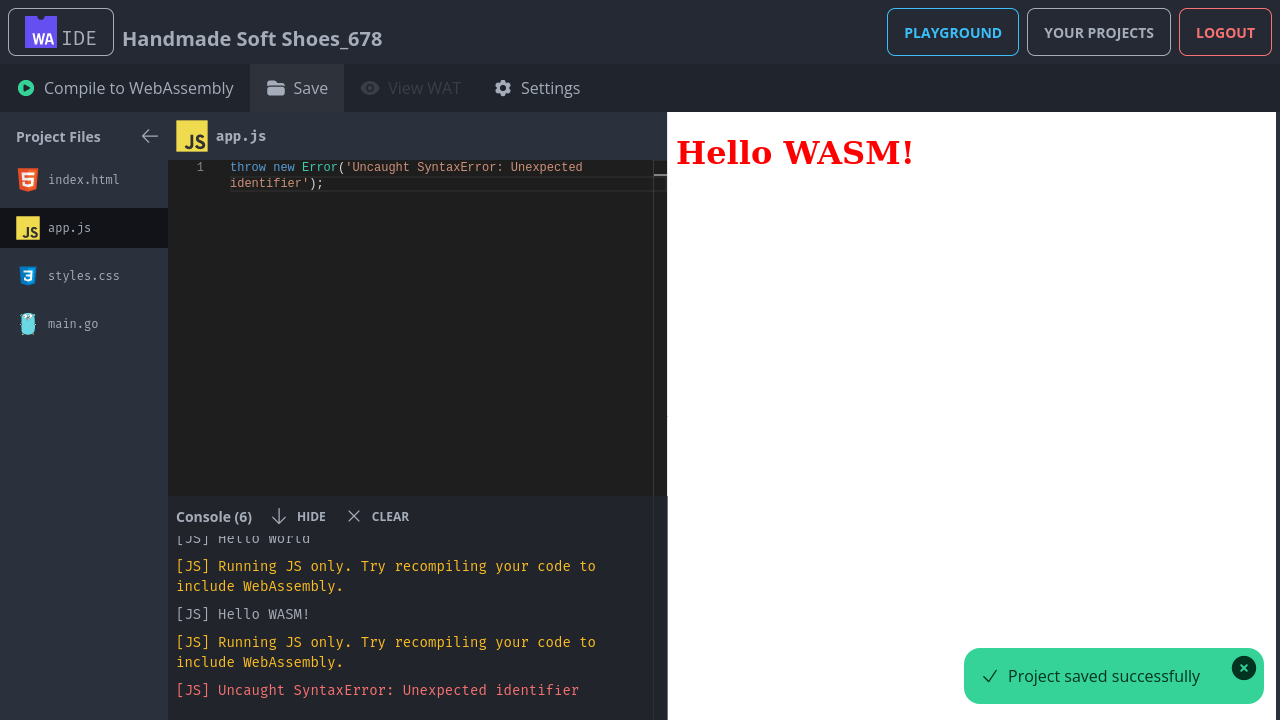 WA IDE
Handmade Soft Shoes_678
PLAYGROUND
YOUR PROJECTS
LOGOUT
Compile to WebAssembly
Save
View WAT
Settings
Project Files
index.html
JS app.js
styles.css
main.go
JS app.js
1 throw new Error('Uncaught SyntaxError: Unexpected
identifier');
Console (6)
HIDE
CLEAR
[JS] Hello World
[JS] Running JS only. Try recompiling your code to
include WebAssembly.
[JS] Hello WASM!
[JS] Running JS only. Try recompiling your code to
include WebAssembly.
[JS] Uncaught SyntaxError: Unexpected identifier
Hello WASM!
Project saved successfully